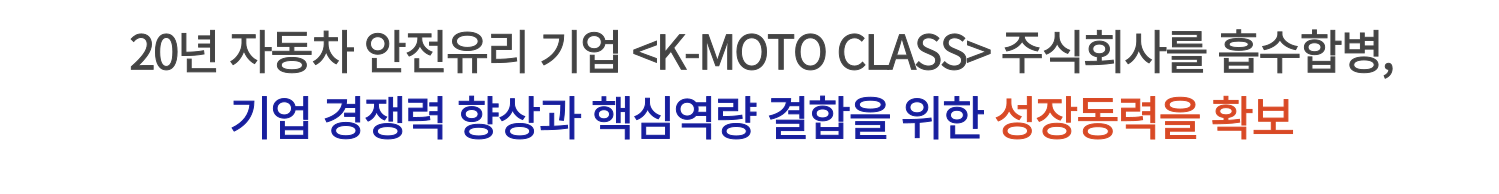 20년 자동차 안전유리 기업 <K-MOTO CLASS> 주식회사를 흡수합병,
기업 경쟁력 향상과 핵심역량 결합을 위한 성장동력을 확보